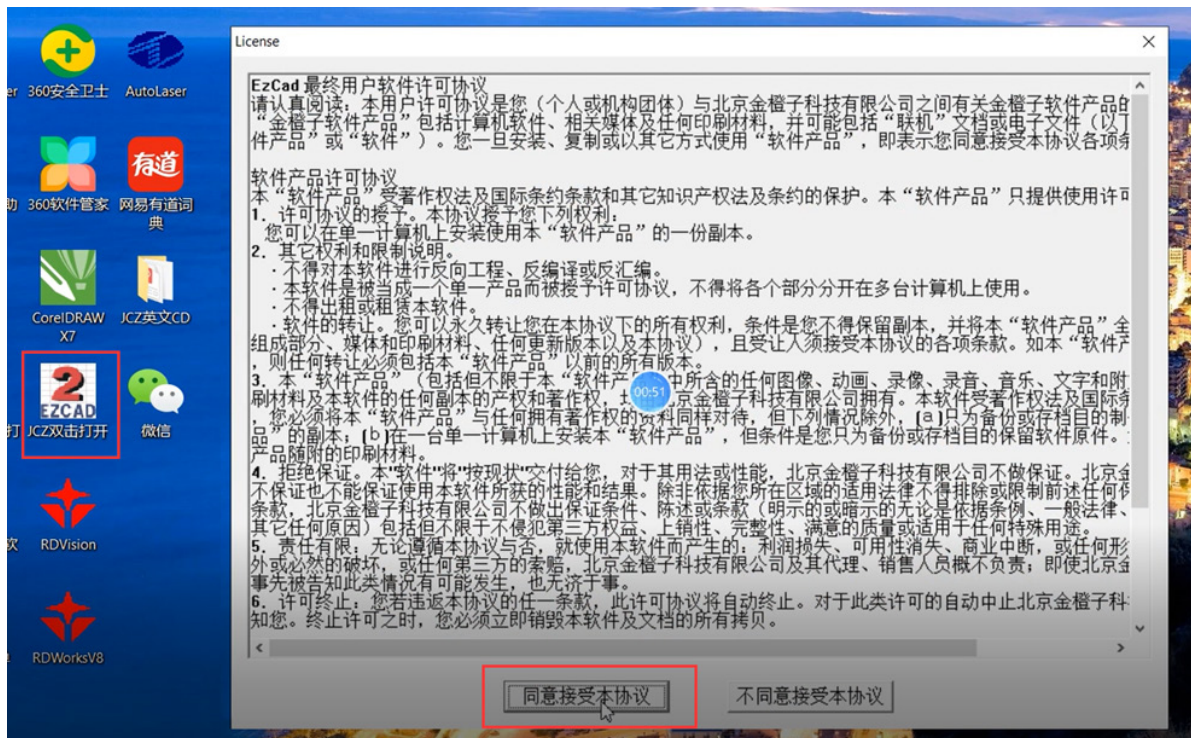 360安全卫士
AutoLaser
360软件管家
有道
网易有道词典
CorelDRAW X7
JCZ英文CD
2
EZCAD
JCZ双击打开
微信
RDVision
RDWorksV8
License
EzCad 最终用户软件许可协议
请认真阅读：本用户许可协议是您（个人或机构团体）与北京金橙子科技有限公司之间有关金橙子软件产品的
“金橙子软件产品”包括计算机软件、相关媒体及任何印刷材料，并可能包括“联机”文档或电子文件（以下
件产品”或“软件”）。您一旦安装、复制或以其它方式使用“软件产品”，即表示您同意接受本协议各项条
软件产品许可协议
本“软件产品”受著作权法及国际条约条款和其它知识产权法及条约的保护。本“软件产品”只提供使用许可
1. 许可协议的授予。本协议授予您下列权利：
您可以在单一计算机上安装使用本“软件产品”的一份副本。
2. 其它权利和限制说明。
· 不得对本软件进行反向工程、反编译或反汇编。
· 本软件是被当成一个单一产品而被授予许可协议，不得将各个部分分开在多台计算机上使用。
· 不得出租或租赁本软件。
· 软件的转让。您可以永久转让您在本协议下的所有权利，条件是您不得保留副本，并将本“软件产品”全
组成部分、媒体和印刷材料、任何更新版本以及本协议），且受让人须接受本协议的各项条款。如本“软件产
，则任何转让必须包括本“软件产品”以前的所有版本。
3. 本“软件产品”（包括但不限于本“软件产 00:51 中所含的任何图像、动画、录像、录音、音乐、文字和附
刷材料及本软件的任何副本的产权和著作权，京金橙子科技有限公司拥有。本软件受著作权法及国际条
，您必须将本“软件产品”与任何拥有著作权的资料同样对待，但下列情况除外，(a)只为备份或存档目的制
品”的副本；(b)在一台单一计算机上安装本“软件产品”，但条件是您只为备份或存档目的保留软件原件。
产品随附的印刷材料。
4. 拒绝保证。本"软件"将"按现状"交付给您，对于其用法或性能，北京金橙子科技有限公司不做保证。北京金
不保证也不能保证使用本软件所获的性能和结果。除非依据您所在区域的适用法律不得排除或限制前述任何保
条款，北京金橙子科技有限公司不做出保证条件、陈述或条款（明示的或暗示的无论是依据条例、一般法律、
其它任何原因）包括但不限于不侵犯第三方权益、上销性、完整性、满意的质量或适用于任何特殊用途。
5. 责任有限：无论遵循本协议与否，就使用本软件而产生的：利润损失、可用性消失、商业中断，或任何形
外或必然的破坏，或任何第三方的索赔，北京金橙子科技有限公司及其代理、销售人员概不负责；即使北京金
事先被告知此类情况有可能发生，也无济于事。
6. 许可终止：您若违返本协议的任一条款，此许可协议将自动终止。对于此类许可的自动中止北京金橙子科
知您。终止许可之时，您必须立即销毁本软件及文档的所有拷贝。
同意接受本协议
不同意接受本协议